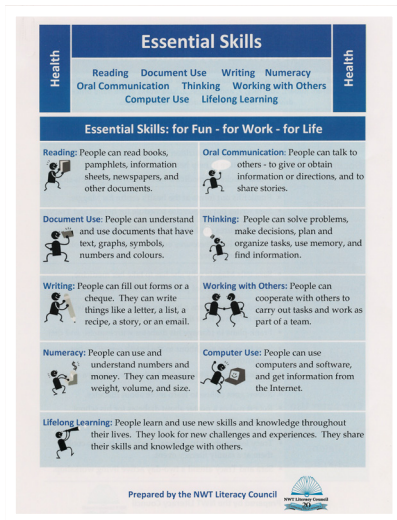 Health
Essential Skills
Health
Reading Document Use Writing Numeracy
Oral Communication Thinking Working with Others
Computer Use Lifelong Learning
Essential Skills: for Fun - for Work - for Life
Reading: People can read books,
pamphlets, information
sheets, newspapers, and
other documents.
Oral Communication: People can talk to
others - to give or obtain
information or directions, and to
share stories.
Document Use: People can understand
and use documents that have
text, graphs, symbols,
numbers and colours.
Thinking: People can solve problems,
make decisions, plan and
organize tasks, use memory, and
find information.
Writing: People can fill out forms or a
cheque. They can write
things like a letter, a list, a
recipe, a story, or an email.
Working with Others: People can
cooperate with others to
carry out tasks and work as
part of a team.
Numeracy: People can use and
understand numbers and
money. They can measure
weight, volume, and size.
$
Computer Use: People can use
computers and software,
and get information from
the Internet.
Lifelong Learning: People learn and use new skills and knowledge throughout
their lives. They look for new challenges and experiences. They share
their skills and knowledge with others.
Prepared by the NWT Literacy Council
NWT Literacy Council
20